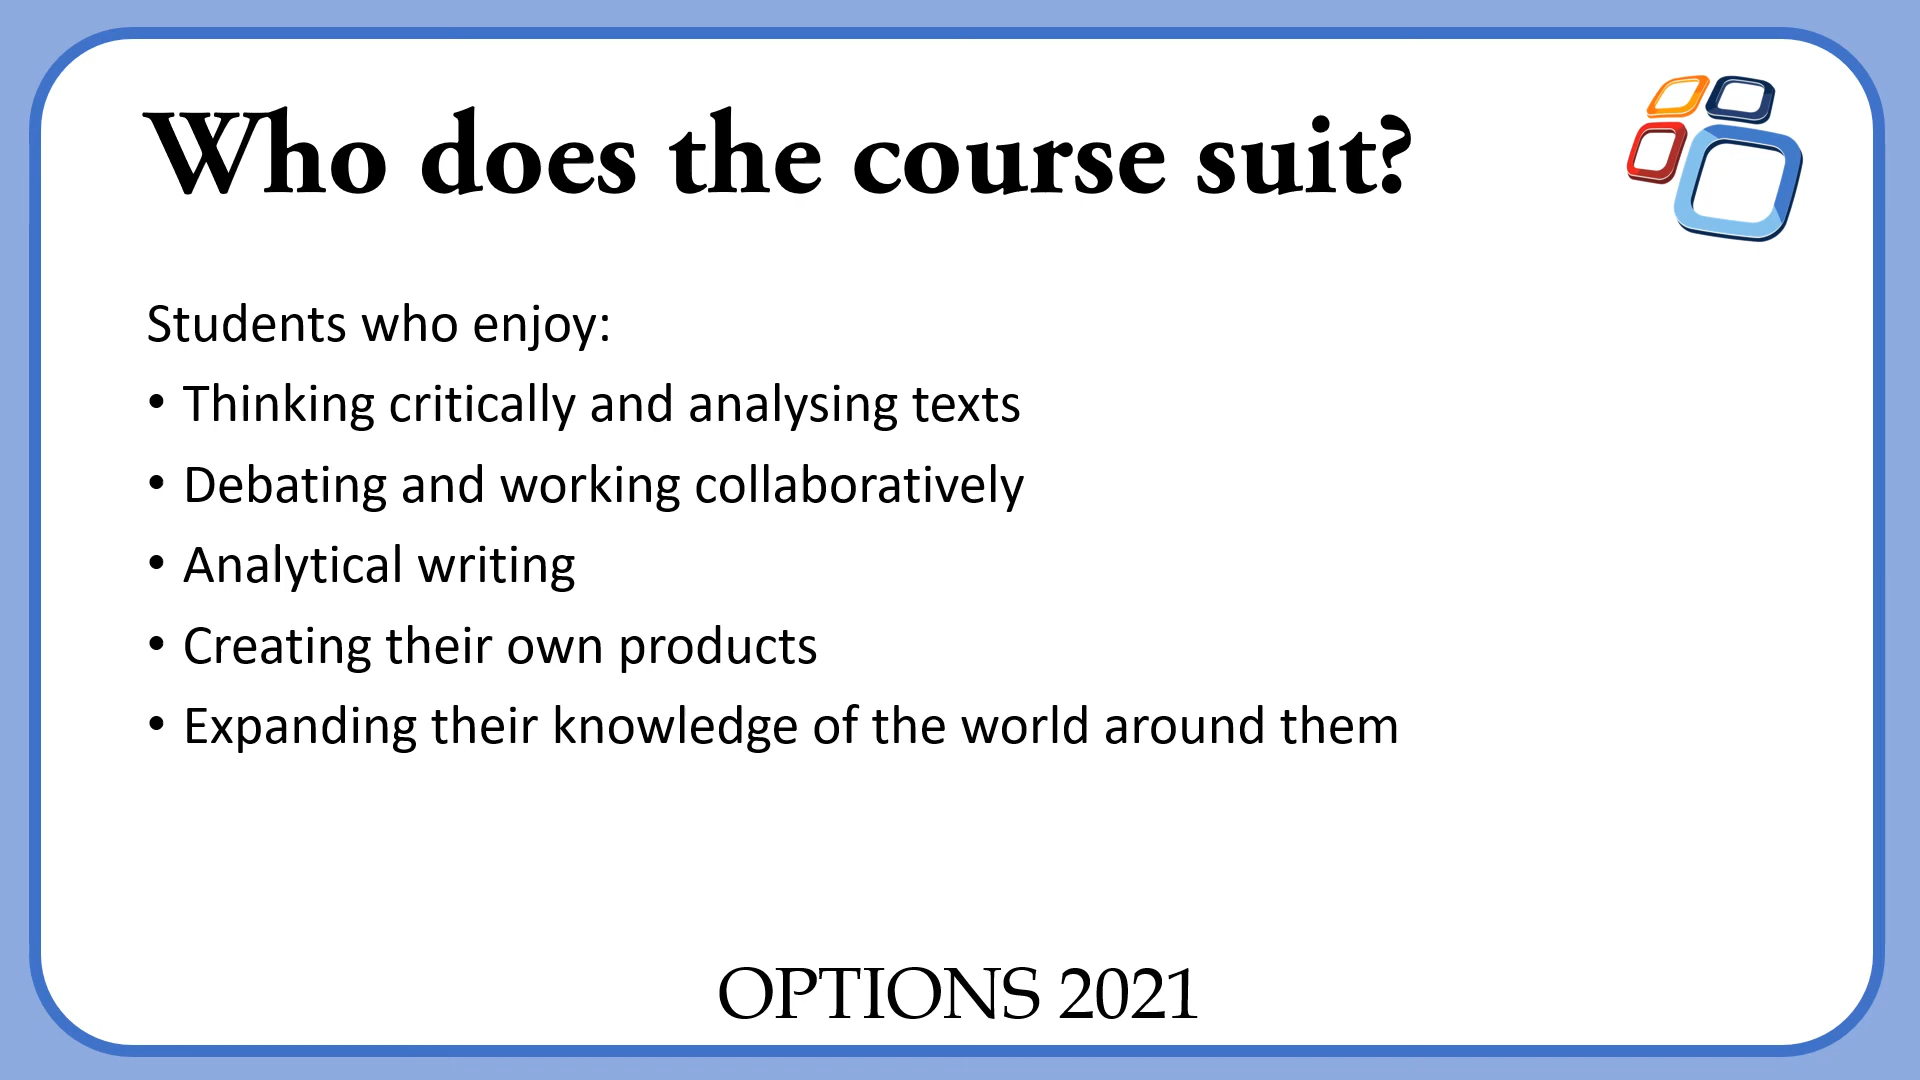 Who does the course suit?
Students who enjoy:
• Thinking critically and analysing texts
• Debating and working collaboratively
• Analytical writing
• Creating their own products
• Expanding their knowledge of the world around them
OPTIONS 2021